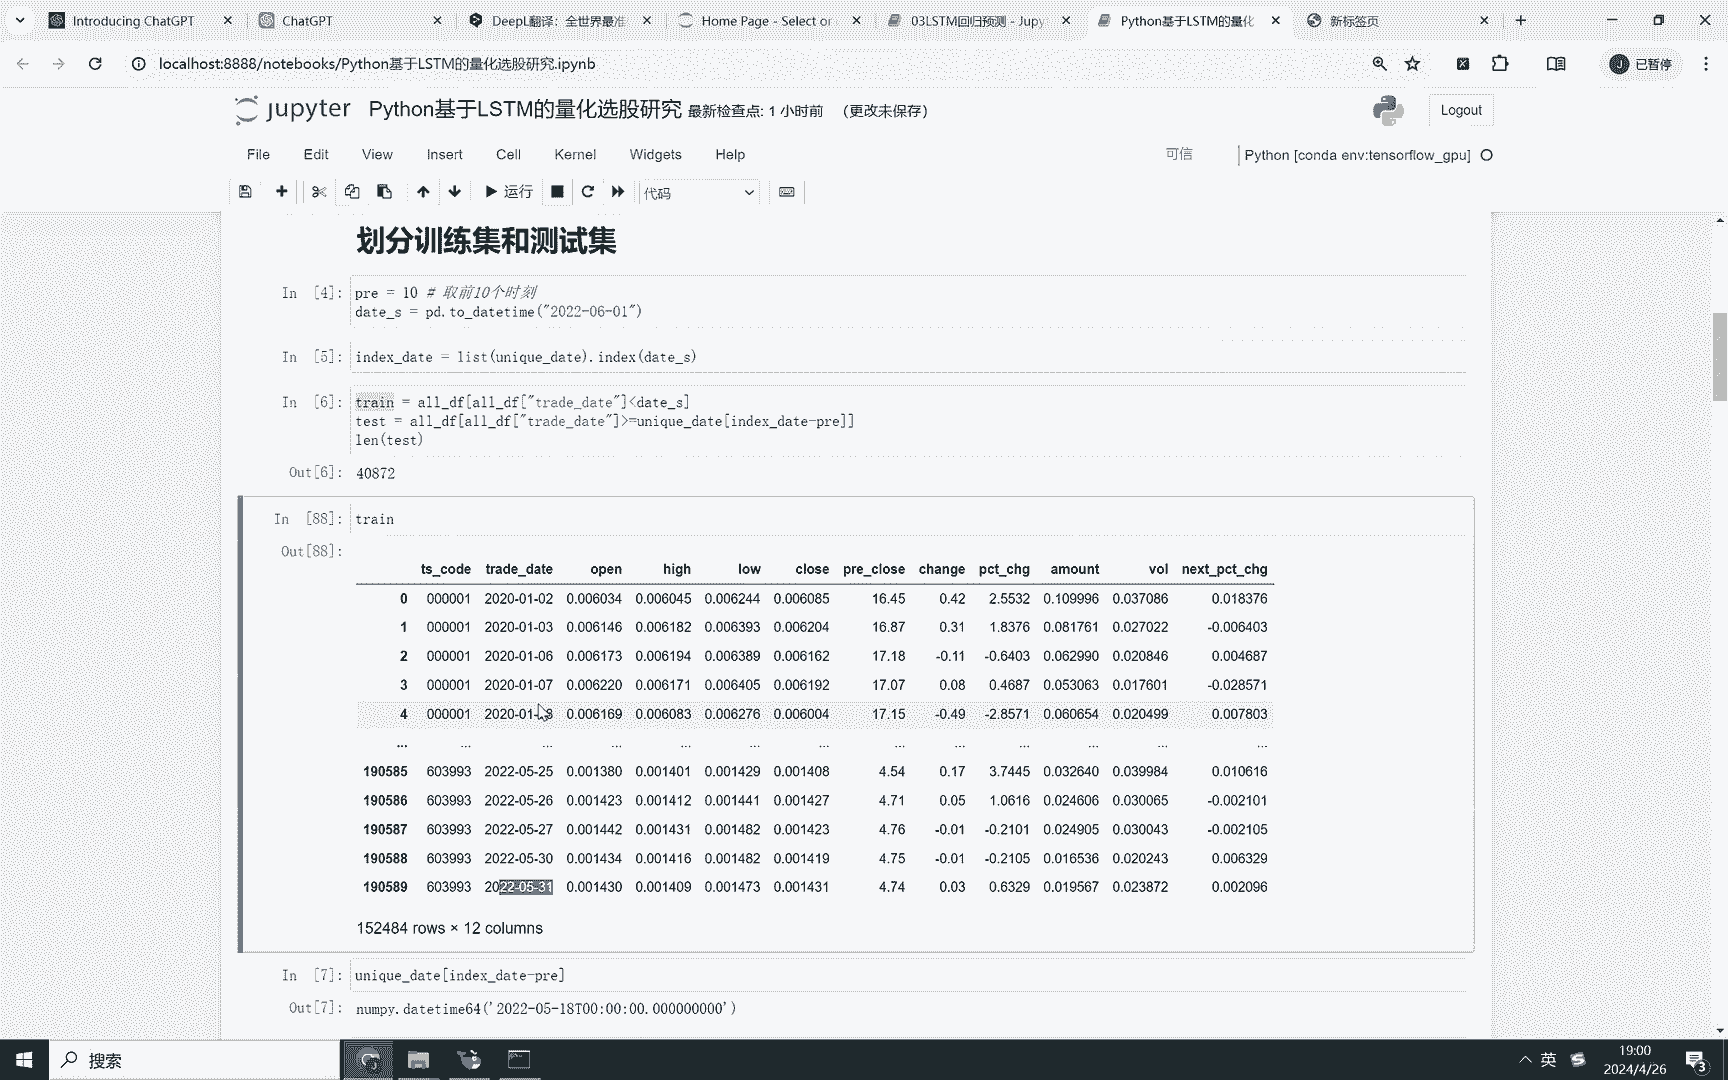 Introducing ChatGPT
ChatGPT
DeepL翻译：全世界最准
Home Page - Select or
03LSTM回归预测 - Jupy
Python基于LSTM的量化
新标签页
localhost:8888/notebooks/Python基于LSTM的量化选股研究.ipynb
已暂停
jupyter Python基于LSTM的量化选股研究 最新检查点: 1 小时前 （更改未保存）
Logout
File Edit View Insert Cell Kernel Widgets Help 可信 Python [conda env:tensorflow_gpu]
运行 代码
划分训练集和测试集
In [4]: pre = 10 # 取前10个时刻
date_s = pd.to_datetime("2022-06-01")
In [5]: index_date = list(unique_date).index(date_s)
In [6]: train = all_df[all_df["trade_date"]<date_s]
test = all_df[all_df["trade_date"]>=unique_date[index_date-pre]]
len(test)
Out[6]: 40872
In [88]: train
Out[88]:
ts_code trade_date open high low close pre_close change pct_chg amount vol next_pct_chg
0 000001 2020-01-02 0.006034 0.006045 0.006244 0.006085 16.45 0.42 2.5532 0.109996 0.037086 0.018376
1 000001 2020-01-03 0.006146 0.006182 0.006393 0.006204 16.87 0.31 1.8376 0.081761 0.027022 -0.006403
2 000001 2020-01-06 0.006173 0.006194 0.006389 0.006162 17.18 -0.11 -0.6403 0.062990 0.020846 0.004687
3 000001 2020-01-07 0.006220 0.006171 0.006405 0.006192 17.07 0.08 0.4687 0.053063 0.017601 -0.028571
4 000001 2020-01-08 0.006169 0.006083 0.006276 0.006004 17.15 -0.49 -2.8571 0.060654 0.020499 0.007803
... ... ... ... ... ... ... ... ... ... ... ... ...
190585 603993 2022-05-25 0.001380 0.001401 0.001429 0.001408 4.54 0.17 3.7445 0.032640 0.039984 0.010616
190586 603993 2022-05-26 0.001423 0.001412 0.001441 0.001427 4.71 0.05 1.0616 0.024606 0.030065 -0.002101
190587 603993 2022-05-27 0.001442 0.001431 0.001482 0.001423 4.76 -0.01 -0.2101 0.024905 0.030043 -0.002105
190588 603993 2022-05-30 0.001434 0.001416 0.001482 0.001419 4.75 -0.01 -0.2105 0.016536 0.020243 0.006329
190589 603993 2022-05-31 0.001430 0.001409 0.001473 0.001431 4.74 0.03 0.6329 0.019567 0.023872 0.002096
152484 rows × 12 columns
In [7]: unique_date[index_date-pre]
Out[7]: numpy.datetime64('2022-05-18T00:00:00.000000000')
搜索
英
19:00
2024/4/26
3